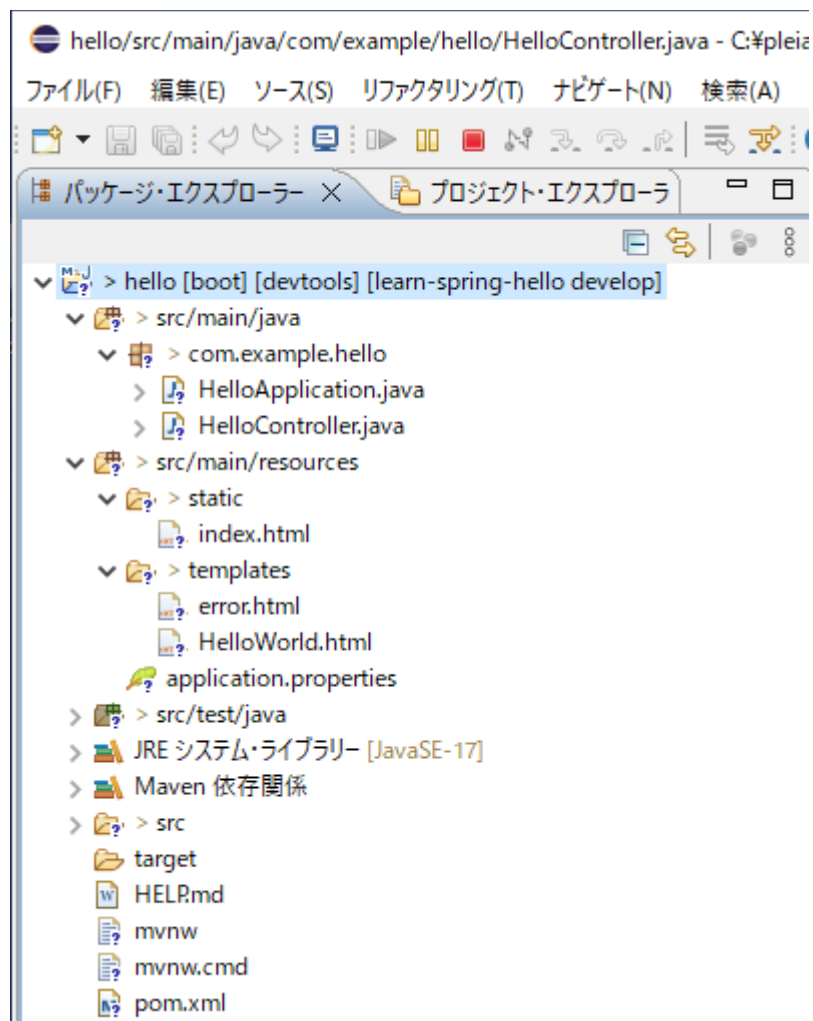 hello/src/main/java/com/example/hello/HelloController.java - C:¥pleia
ファイル(F) 編集(E) ソース(S) リファクタリング(T) ナビゲート(N) 検索(A)
パッケージ・エクスプローラー プロジェクト・エクスプローラ
> hello [boot] [devtools] [learn-spring-hello develop]
> src/main/java
> com.example.hello
HelloApplication.java
HelloController.java
> src/main/resources
> static
index.html
> templates
error.html
HelloWorld.html
application.properties
> src/test/java
JRE システム・ライブラリー [JavaSE-17]
Maven 依存関係
> src
target
HELP.md
mvnw
mvnw.cmd
pom.xml